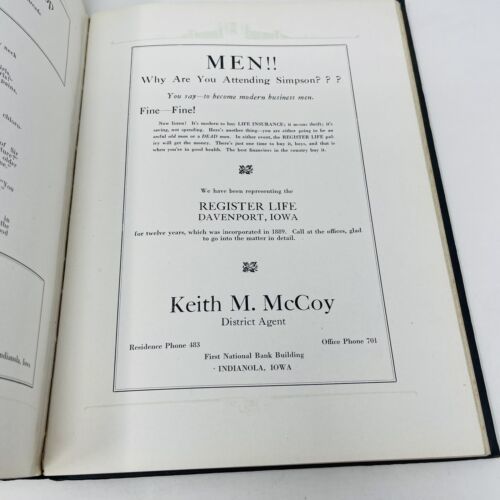 MEN!!
Why Are You Attending Simpson? ? ?
You say—to become modern business men.
Fine—Fine!
Now listen! It's modern to buy LIFE INSURANCE; it means thrift; it's
saving, not spending. Here's another thing—you are either going to be an
awful old man or a DEAD man. In either event, the REGISTER LIFE pol-
icy will get the money. There's just one time to buy it, boys, and that is
when you're in good health. The best financiers in the country buy it.
We have been representing the
REGISTER LIFE
DAVENPORT, IOWA
for twelve years, which was incorporated in 1889. Call at the offices, glad
to go into the matter in detail.
Keith M. McCoy
District Agent
Residence Phone 483
Office Phone 701
First National Bank Building
INDIANOLA, IOWA
Indianola, Iowa